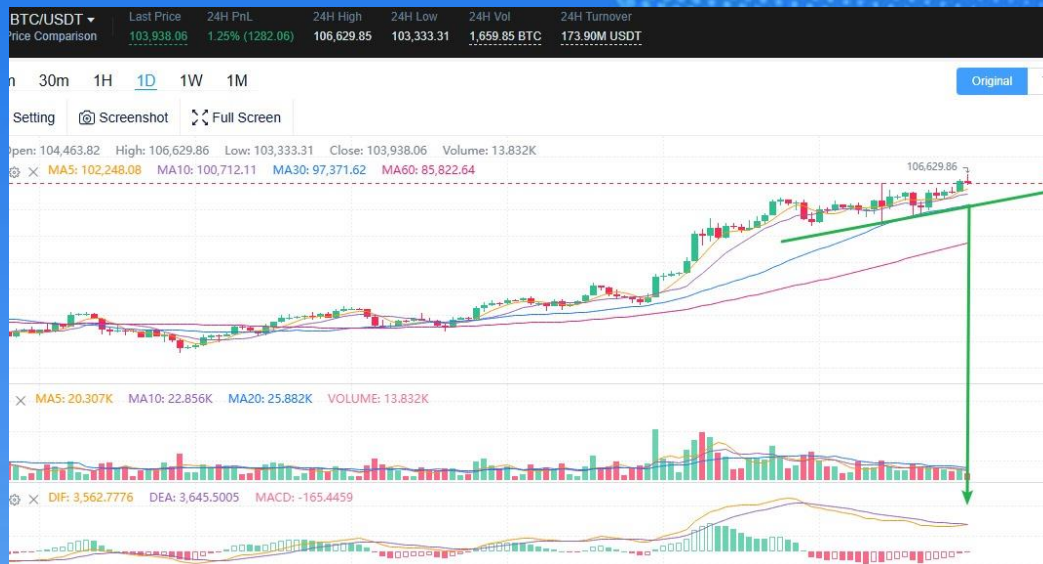 BTC/USDT Last Price 24H PnL 24H High 24H Low 24H Vol 24H Turnover
Price Comparison 103,938.06 1.25% (1282.06) 106,629.85 103,333.31 1,659.85 BTC 173.90M USDT
30m 1H 1D 1W 1M Original
Setting Screenshot Full Screen
Open: 104,463.82 High: 106,629.86 Low: 103,333.31 Close: 103,938.06 Volume: 13.832K
MA5: 102,248.08 MA10: 100,712.11 MA30: 97,371.62 MA60: 85,822.64
106,629.86
MA5: 20.307K MA10: 22.856K MA20: 25.882K VOLUME: 13.832K
DIF: 3,562.7776 DEA: 3,645.5005 MACD: -165.4459